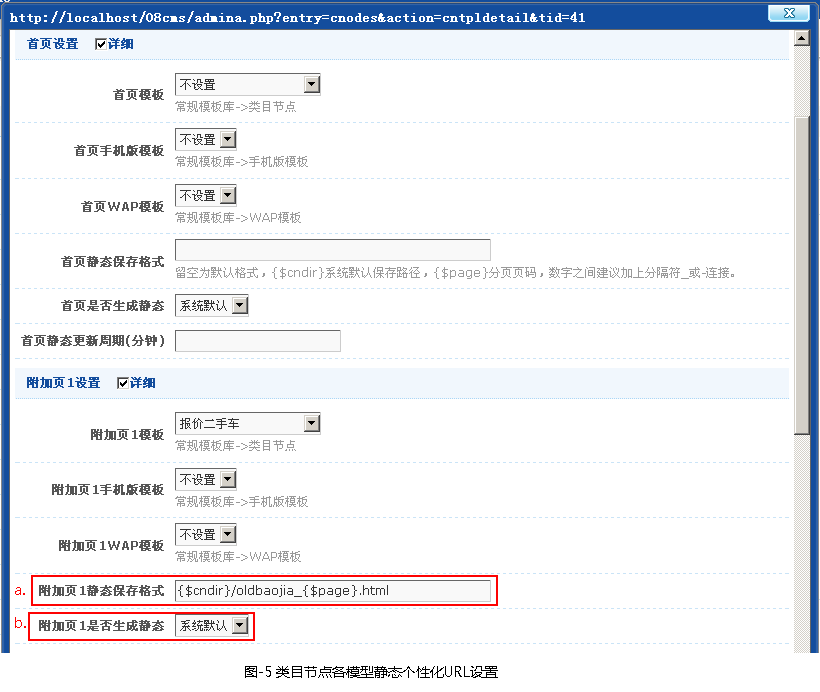 http://localhost/08cms/admina.php?entry=cnodes&action=cntpldetail&tid=41
首页设置 详细
首页模板 不设置
常规模板库->类目节点
首页手机版模板 不设置
常规模板库->手机版模板
首页WAP模板 不设置
常规模板库->WAP模板
首页静态保存格式
留空为默认格式，{$cndir}系统默认保存路径，{$page}分页页码，数字之间建议加上分隔符_或-连接。
首页是否生成静态 系统默认
首页静态更新周期(分钟)
附加页1设置 详细
附加页1模板 报价二手车
常规模板库->类目节点
附加页1手机版模板 不设置
常规模板库->手机版模板
附加页1WAP模板 不设置
常规模板库->WAP模板
a. 附加页1静态保存格式 {$cndir}/oldbaojia_{$page}.html
b. 附加页1是否生成静态 系统默认
图-5 类目节点各模型静态个性化URL设置